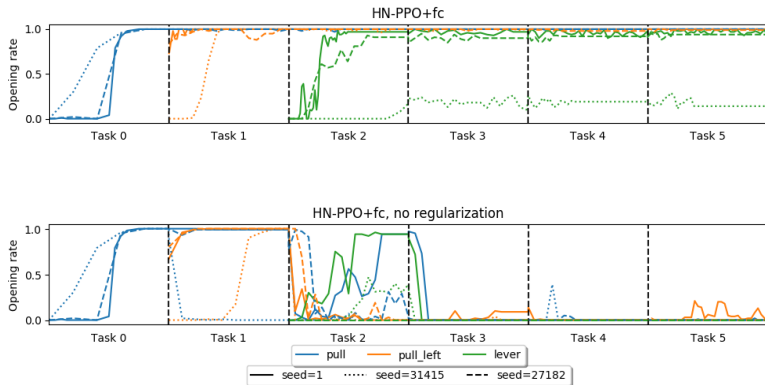 HN-PPO+fc
Opening rate
1.0
0.5
0.0
Task 0 Task 1 Task 2 Task 3 Task 4 Task 5
HN-PPO+fc, no regularization
Opening rate
1.0
0.5
0.0
Task 0 Task 1 Task 2 Task 3 Task 4 Task 5
pull pull_left lever
seed=1 seed=31415 seed=27182